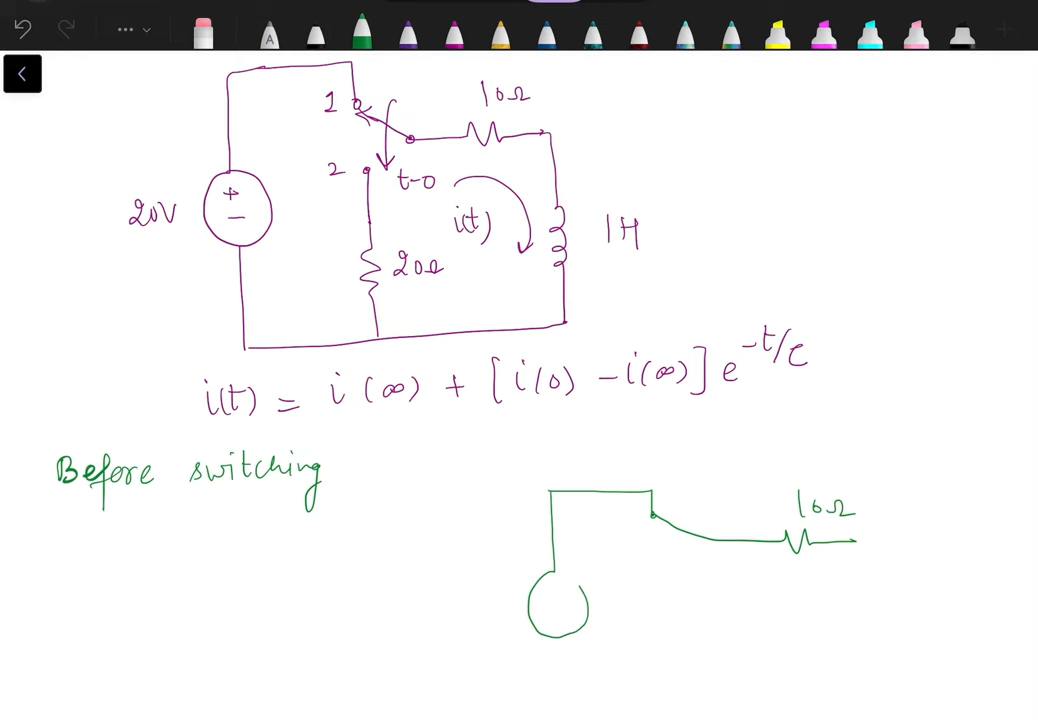 1
10Ω
2
t-0
20V
+
-
i(t)
1H
20Ω
i(t) = i(∞) + [i(0) - i(∞)] e^-t/τ
Before switching
10Ω